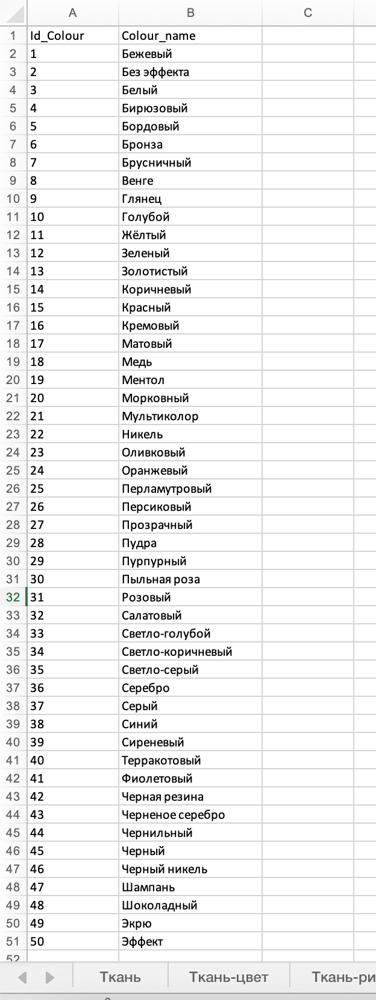 A B C
1 Id_Colour Colour_name
2 1 Бежевый
3 2 Без эффекта
4 3 Белый
5 4 Бирюзовый
6 5 Бордовый
7 6 Бронза
8 7 Брусничный
9 8 Венге
10 9 Глянец
11 10 Голубой
12 11 Жёлтый
13 12 Зеленый
14 13 Золотистый
15 14 Коричневый
16 15 Красный
17 16 Кремовый
18 17 Матовый
19 18 Медь
20 19 Ментол
21 20 Морковный
22 21 Мультиколор
23 22 Никель
24 23 Оливковый
25 24 Оранжевый
26 25 Перламутровый
27 26 Персиковый
28 27 Прозрачный
29 28 Пудра
30 29 Пурпурный
31 30 Пыльная роза
32 31 Розовый
33 32 Салатовый
34 33 Светло-голубой
35 34 Светло-коричневый
36 35 Светло-серый
37 36 Серебро
38 37 Серый
39 38 Синий
40 39 Сиреневый
41 40 Терракотовый
42 41 Фиолетовый
43 42 Черная резина
44 43 Черненое серебро
45 44 Чернильный
46 45 Черный
47 46 Черный никель
48 47 Шампань
49 48 Шоколадный
50 49 Экрю
51 50 Эффект
52
Ткань Ткань-цвет Ткань-ри